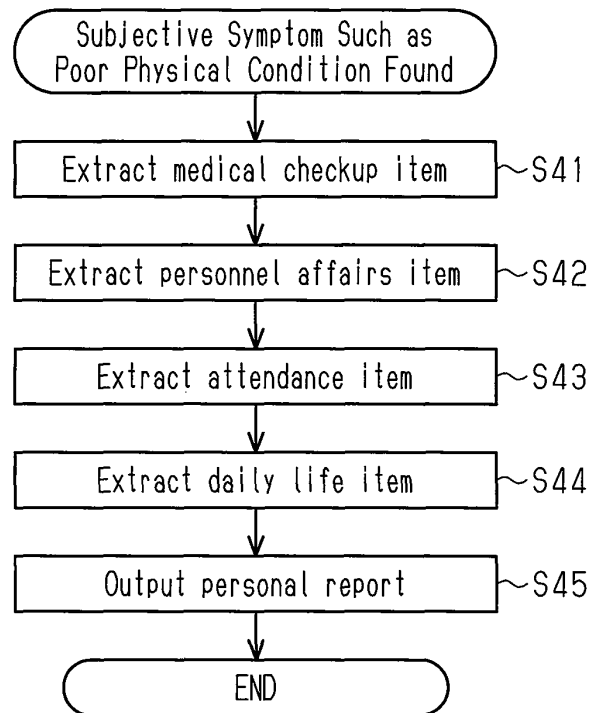 Subjective Symptom Such as
Poor Physical Condition Found
Extract medical checkup item
S41
Extract personnel affairs item
S42
Extract attendance item
S43
Extract daily life item
S44
Output personal report
S45
END